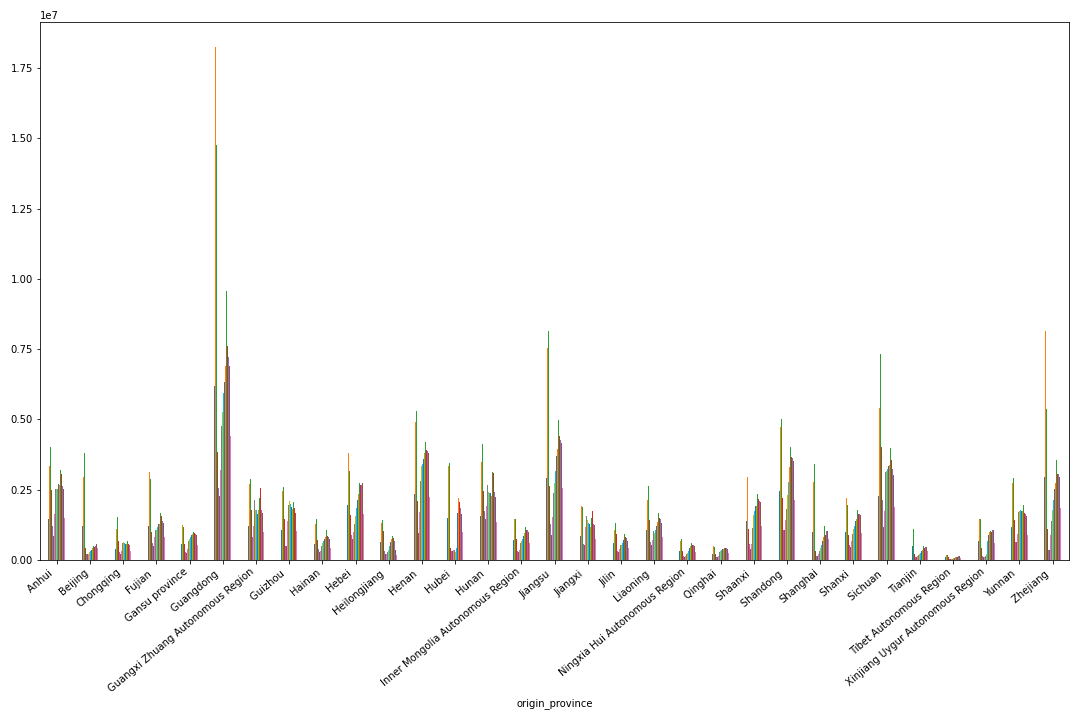 1e7
1.75
1.50
1.25
1.00
0.75
0.50
0.25
0.00
Anhui
Beijing
Chongqing
Fujian
Gansu province
Guangdong
Guangxi Zhuang Autonomous Region
Guizhou
Hainan
Hebei
Heilongjiang
Henan
Hubei
Hunan
Inner Mongolia Autonomous Region
Jiangsu
Jiangxi
Jilin
Liaoning
Ningxia Hui Autonomous Region
Qinghai
Shaanxi
Shandong
Shanghai
Shanxi
Sichuan
Tianjin
Tibet Autonomous Region
Xinjiang Uygur Autonomous Region
Yunnan
Zhejiang
origin_province